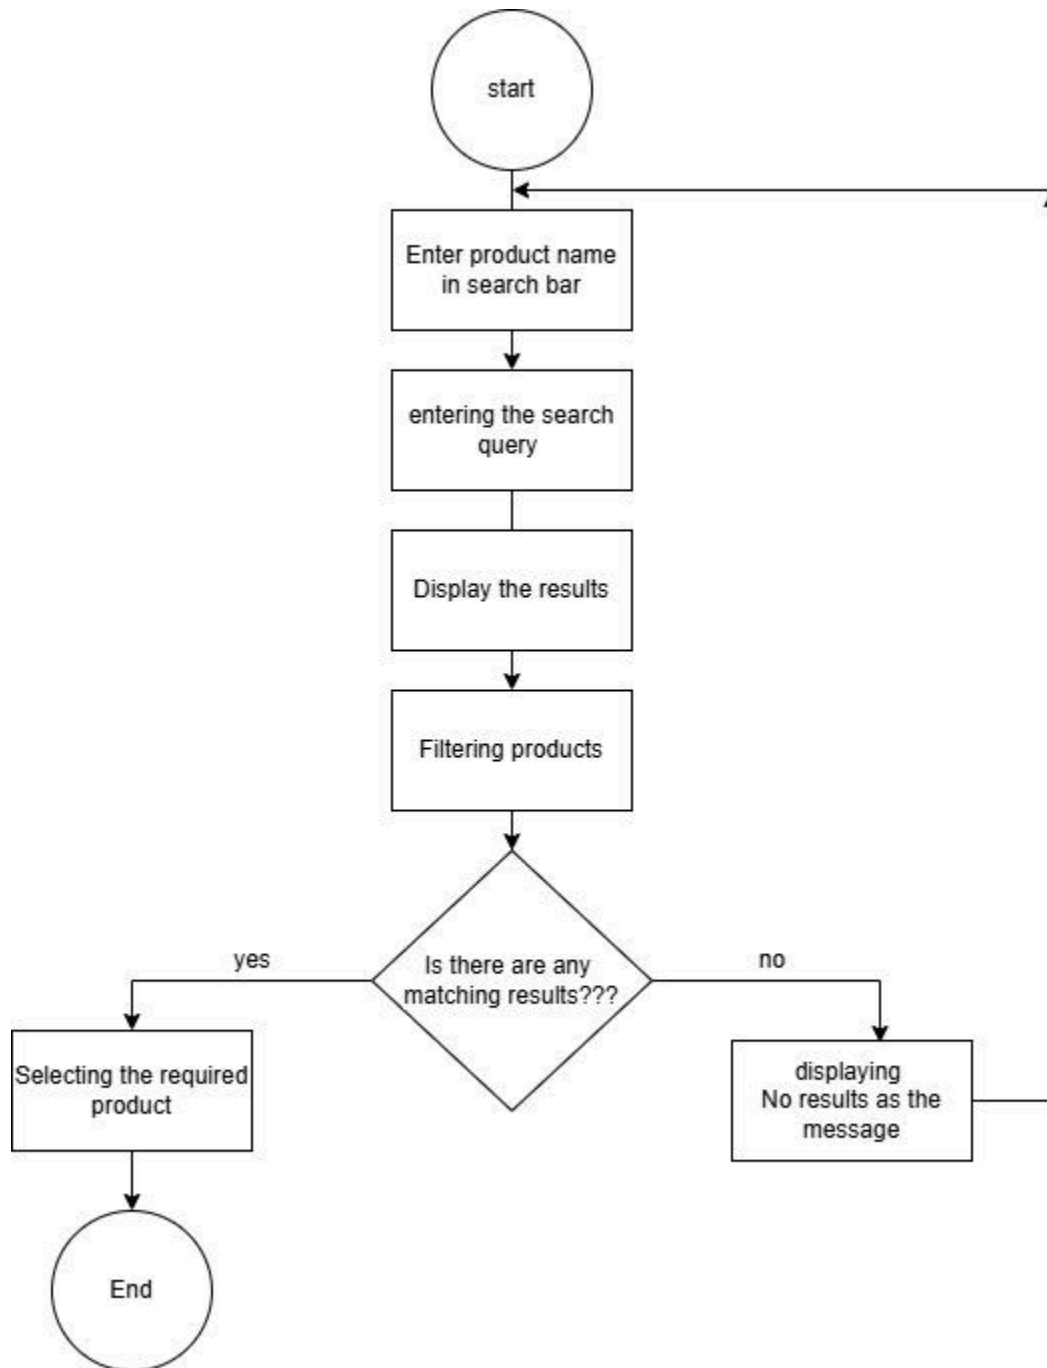 start
Enter product name
in search bar
entering the search
query
Display the results
Filtering products
Is there are any
matching results???
yes
no
Selecting the required
product
displaying
No results as the
message
End